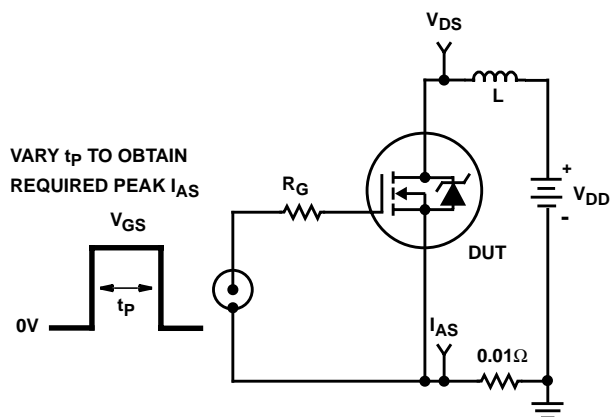 VDS
L
VARY tP TO OBTAIN
REQUIRED PEAK IAS
RG
+
VDD
-
VGS
DUT
tP
0V
IAS
0.01Ω